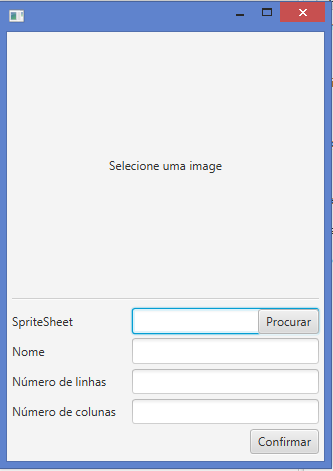 Selecione uma image
SpriteSheet Procurar
Nome
Número de linhas
Número de colunas
Confirmar